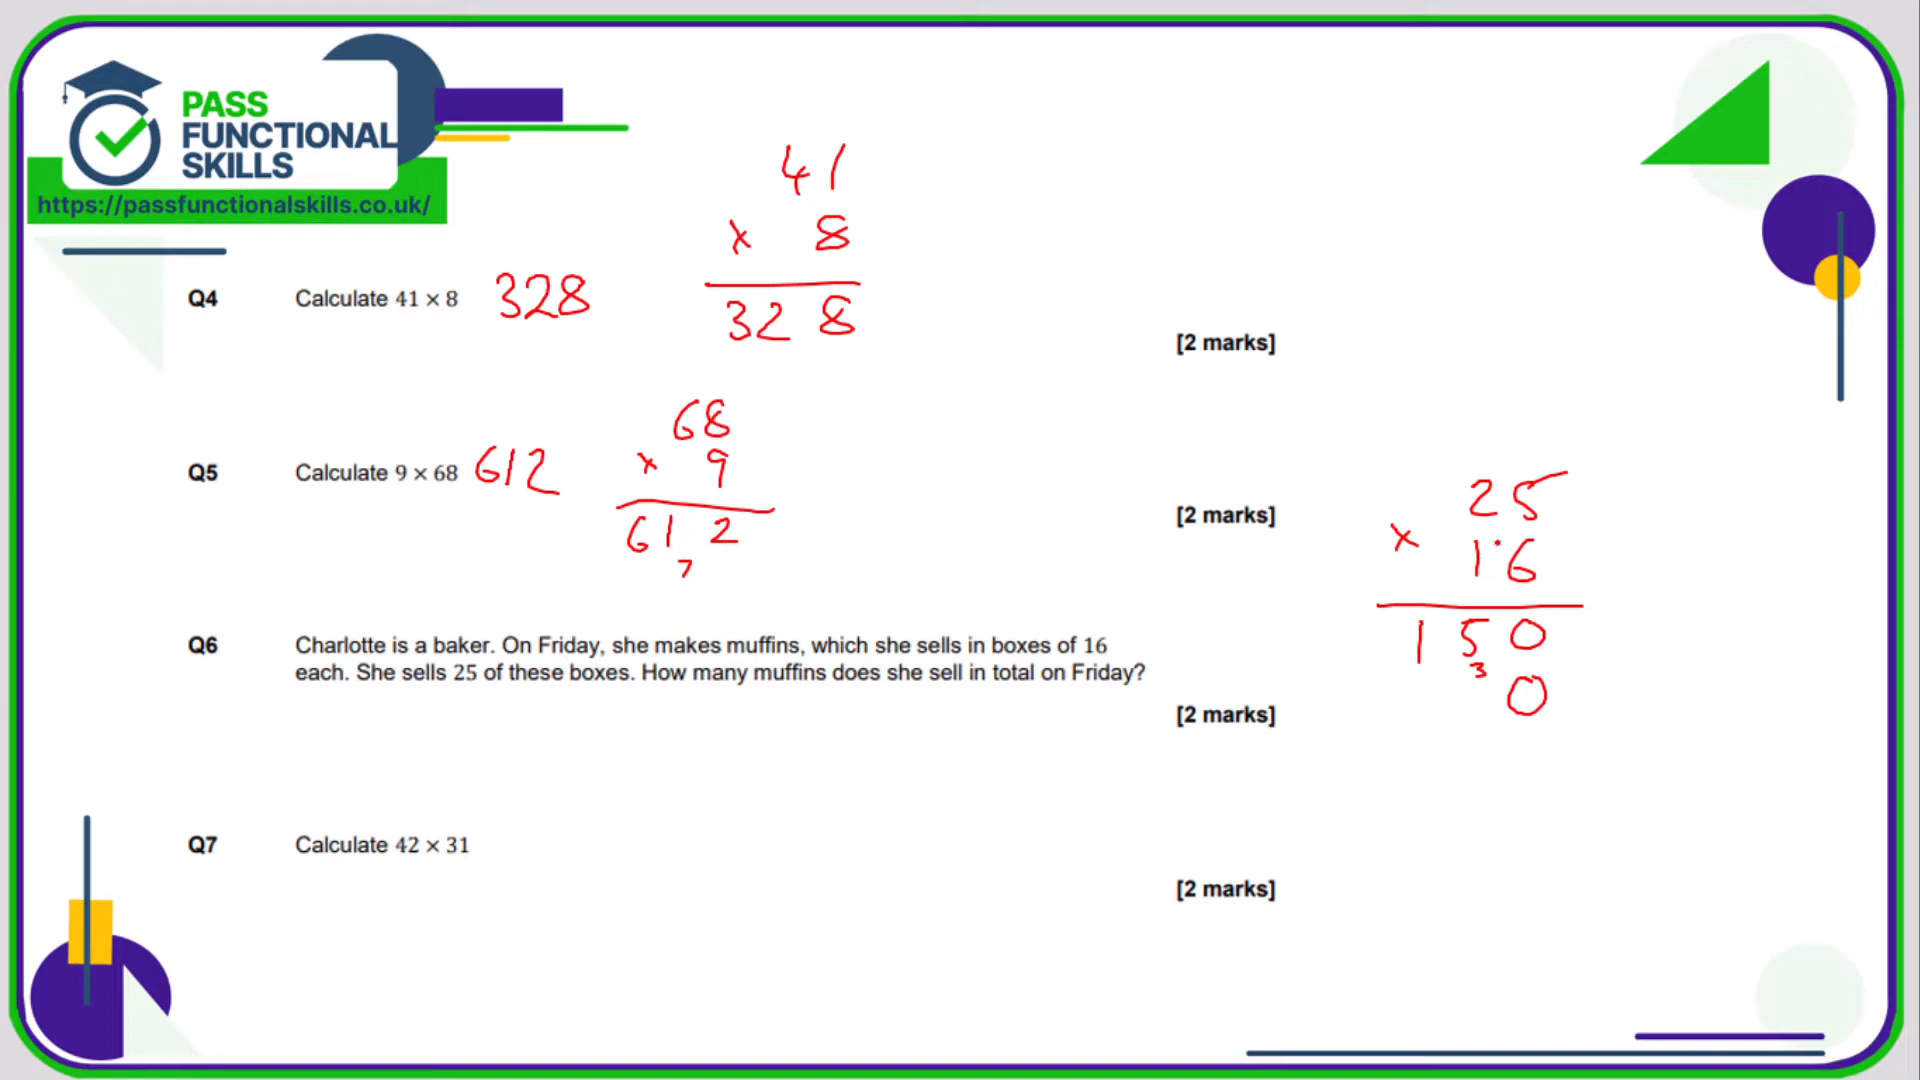 PASS
FUNCTIONAL
SKILLS
https://passfunctionalskills.co.uk/
41
× 8
328
Q4 Calculate 41 × 8 328
[2 marks]
68
× 9
612
7
Q5 Calculate 9 × 68 612
[2 marks]
25
× 16
150
3
0
Q6 Charlotte is a baker. On Friday, she makes muffins, which she sells in boxes of 16
each. She sells 25 of these boxes. How many muffins does she sell in total on Friday?
[2 marks]
Q7 Calculate 42 × 31
[2 marks]